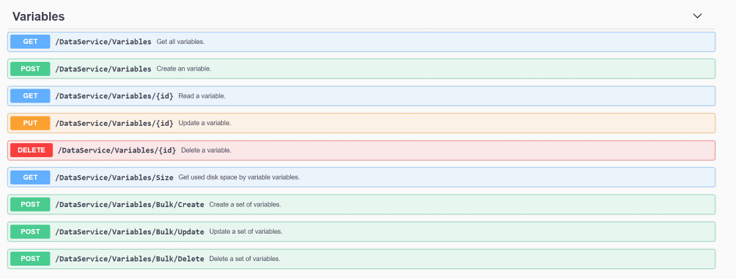 Variables
GET /DataService/Variables Get all variables.
POST /DataService/Variables Create an variable.
GET /DataService/Variables/{id} Read a variable.
PUT /DataService/Variables/{id} Update a variable.
DELETE /DataService/Variables/{id} Delete a variable.
GET /DataService/Variables/Size Get used disk space by variable variables.
POST /DataService/Variables/Bulk/Create Create a set of variables.
POST /DataService/Variables/Bulk/Update Update a set of variables.
POST /DataService/Variables/Bulk/Delete Delete a set of variables.